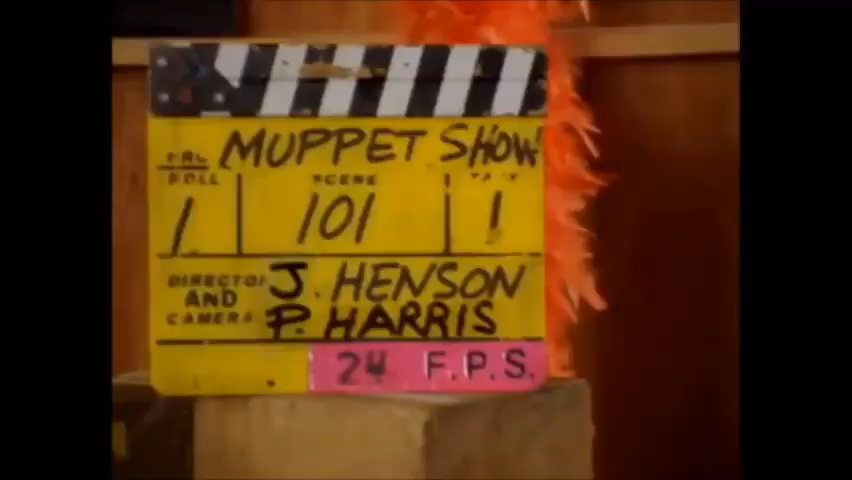 MUPPET SHOW
ROLL
SCENE
1
101
1
DIRECTOR J. HENSON
AND
CAMERA P. HARRIS
24 F.P.S.